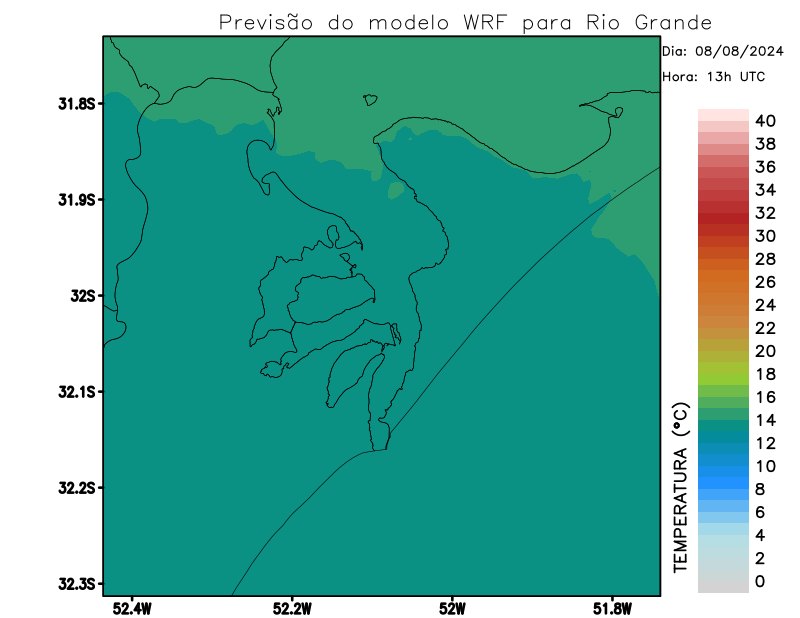 Previsão do modelo WRF para Rio Grande
Dia: 08/08/2024
Hora: 13h UTC
31.8S
31.9S
32S
32.1S
32.2S
32.3S
52.4W
52.2W
52W
51.8W
TEMPERATURA (°C)
40
38
36
34
32
30
28
26
24
22
20
18
16
14
12
10
8
6
4
2
0